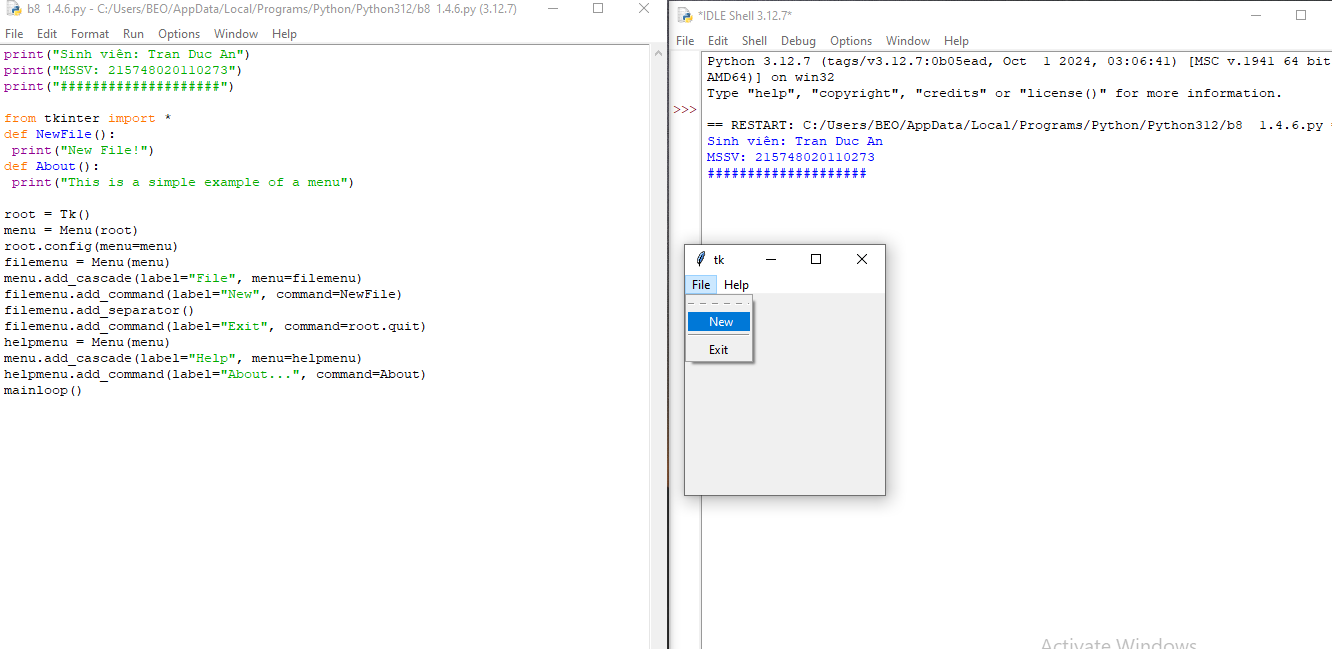 b8  1.4.6.py - C:/Users/BEO/AppData/Local/Programs/Python/Python312/b8  1.4.6.py (3.12.7)
File Edit Format Run Options Window Help
print("Sinh viên: Tran Duc An")
print("MSSV: 215748020110273")
print("####################")
from tkinter import *
def NewFile():
 print("New File!")
def About():
 print("This is a simple example of a menu")
root = Tk()
menu = Menu(root)
root.config(menu=menu)
filemenu = Menu(menu)
menu.add_cascade(label="File", menu=filemenu)
filemenu.add_command(label="New", command=NewFile)
filemenu.add_separator()
filemenu.add_command(label="Exit", command=root.quit)
helpmenu = Menu(menu)
menu.add_cascade(label="Help", menu=helpmenu)
helpmenu.add_command(label="About...", command=About)
mainloop()
*IDLE Shell 3.12.7*
File Edit Shell Debug Options Window Help
Python 3.12.7 (tags/v3.12.7:0b05ead, Oct  1 2024, 03:06:41) [MSC v.1941 64 bit
AMD64)] on win32
Type "help", "copyright", "credits" or "license()" for more information.
>>>
== RESTART: C:/Users/BEO/AppData/Local/Programs/Python/Python312/b8  1.4.6.py
Sinh viên: Tran Duc An
MSSV: 215748020110273
####################
tk
File Help
New
Exit
Activate Windows